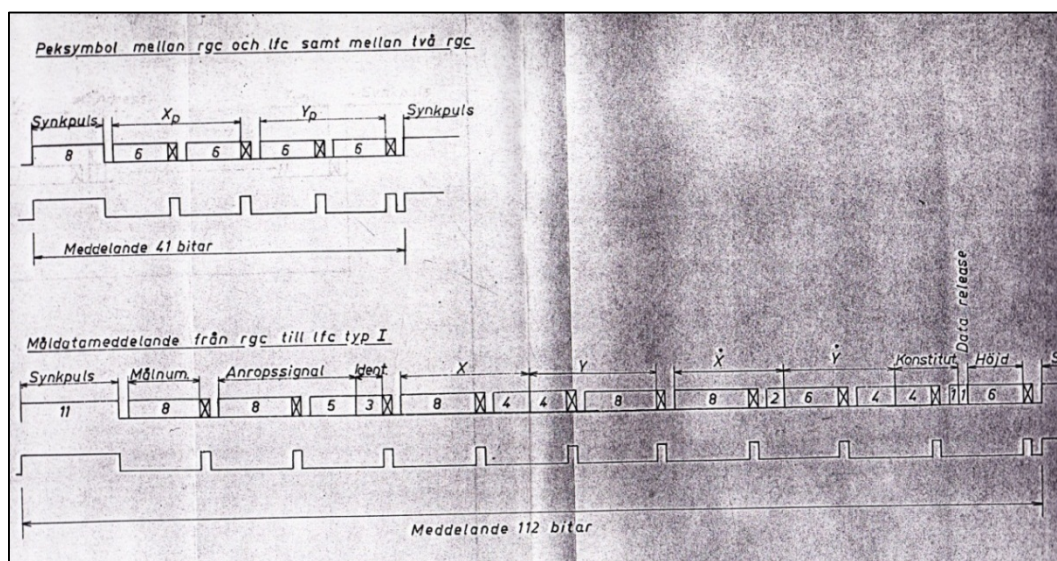 Peksymbol mellan rgc och lfc samt mellan två rgc
Synkpuls Xp Yp Synkpuls
8 6 6 6 6
Meddelande 41 bitar
Måldatameddelande från rgc till lfc typ I
Synkpuls Målnum. Anropssignal Ident. X Y Ẋ Ẏ Konstitut Data release Höjd
11 8 8 5 3 8 4 4 8 8 2 6 4 4 1 1 6
Meddelande 112 bitar